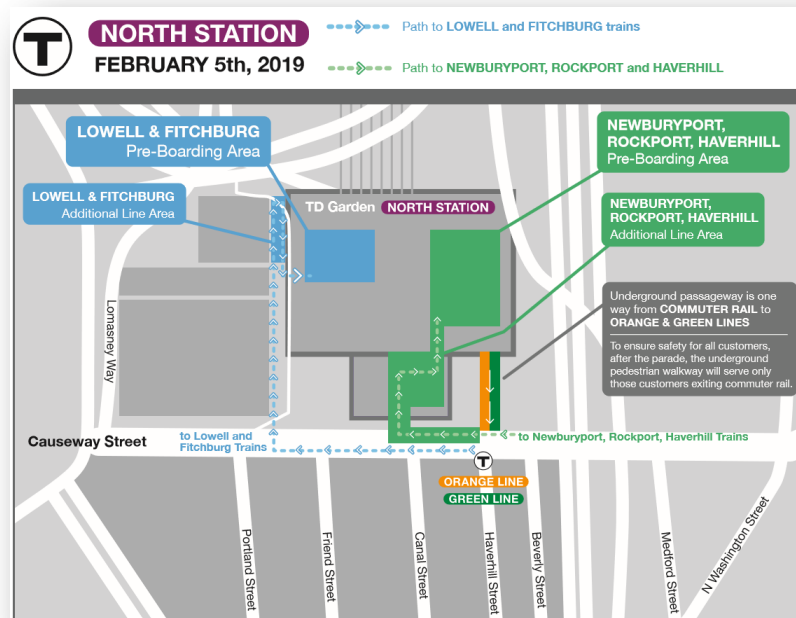 T
NORTH STATION
FEBRUARY 5th, 2019
Path to LOWELL and FITCHBURG trains
Path to NEWBURYPORT, ROCKPORT and HAVERHILL
LOWELL & FITCHBURG
Pre-Boarding Area
NEWBURYPORT,
ROCKPORT, HAVERHILL
Pre-Boarding Area
LOWELL & FITCHBURG
Additional Line Area
TD Garden NORTH STATION
NEWBURYPORT,
ROCKPORT, HAVERHILL
Additional Line Area
Underground passageway is one
way from COMMUTER RAIL to
ORANGE & GREEN LINES
To ensure safety for all customers,
after the parade, the underground
pedestrian walkway will serve only
those customers exiting commuter rail.
Lomasney Way
Causeway Street
to Lowell and
Fitchburg Trains
to Newburyport, Rockport, Haverhill Trains
T
ORANGE LINE
GREEN LINE
Portland Street
Friend Street
Canal Street
Haverhill Street
Beverly Street
Medford Street
N Washington Street